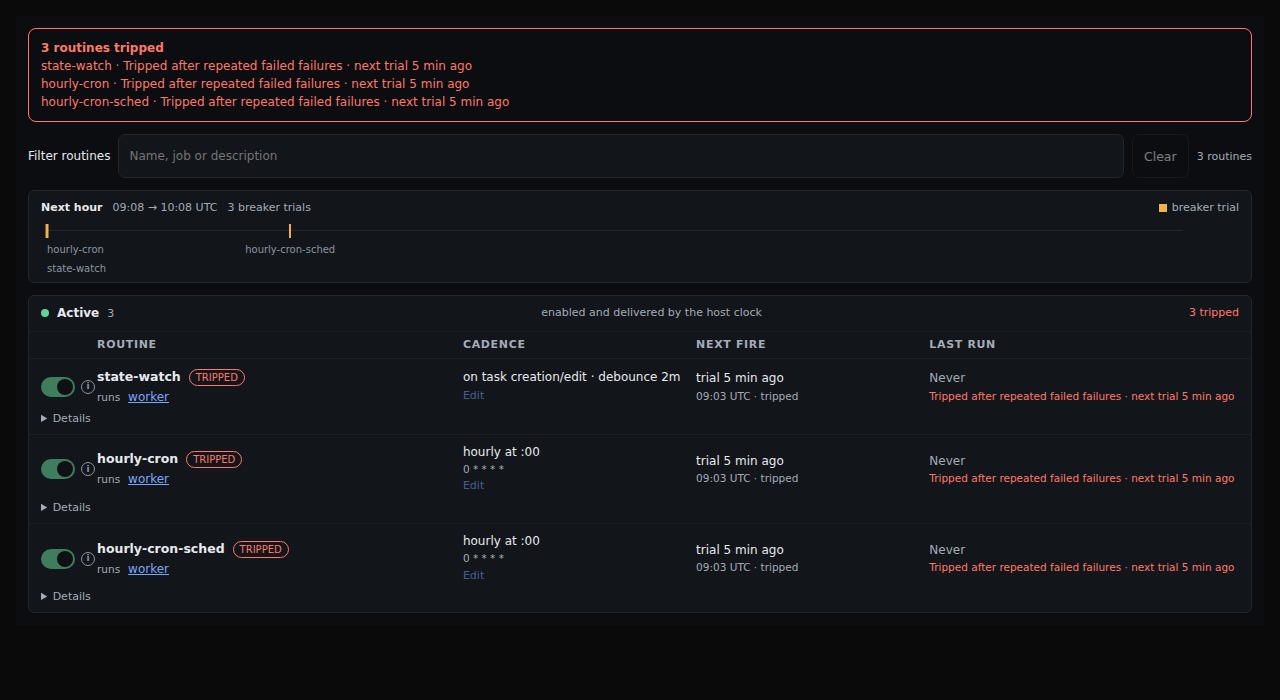 3 routines tripped
state-watch · Tripped after repeated failed failures · next trial 5 min ago
hourly-cron · Tripped after repeated failed failures · next trial 5 min ago
hourly-cron-sched · Tripped after repeated failed failures · next trial 5 min ago
Filter routines Name, job or description Clear 3 routines
Next hour 09:08 → 10:08 UTC 3 breaker trials breaker trial
hourly-cron hourly-cron-sched
state-watch
Active 3 enabled and delivered by the host clock 3 tripped
ROUTINE CADENCE NEXT FIRE LAST RUN
state-watch TRIPPED on task creation/edit · debounce 2m trial 5 min ago Never
runs worker Edit 09:03 UTC · tripped Tripped after repeated failed failures · next trial 5 min ago
Details
hourly-cron TRIPPED hourly at :00 trial 5 min ago Never
0 * * * *
runs worker Edit 09:03 UTC · tripped Tripped after repeated failed failures · next trial 5 min ago
Details
hourly-cron-sched TRIPPED hourly at :00 trial 5 min ago Never
0 * * * *
runs worker Edit 09:03 UTC · tripped Tripped after repeated failed failures · next trial 5 min ago
Details